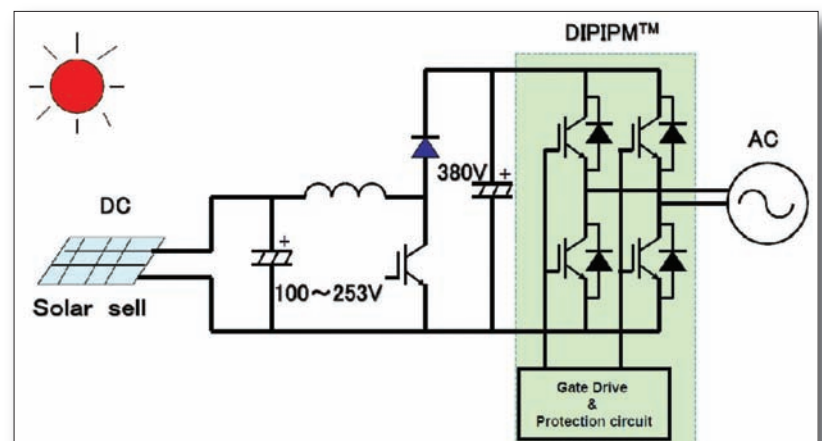 DIPIPM™
AC
380V
+
DC
+
100～253V
Solar sell
Gate Drive
&
Protection circuit